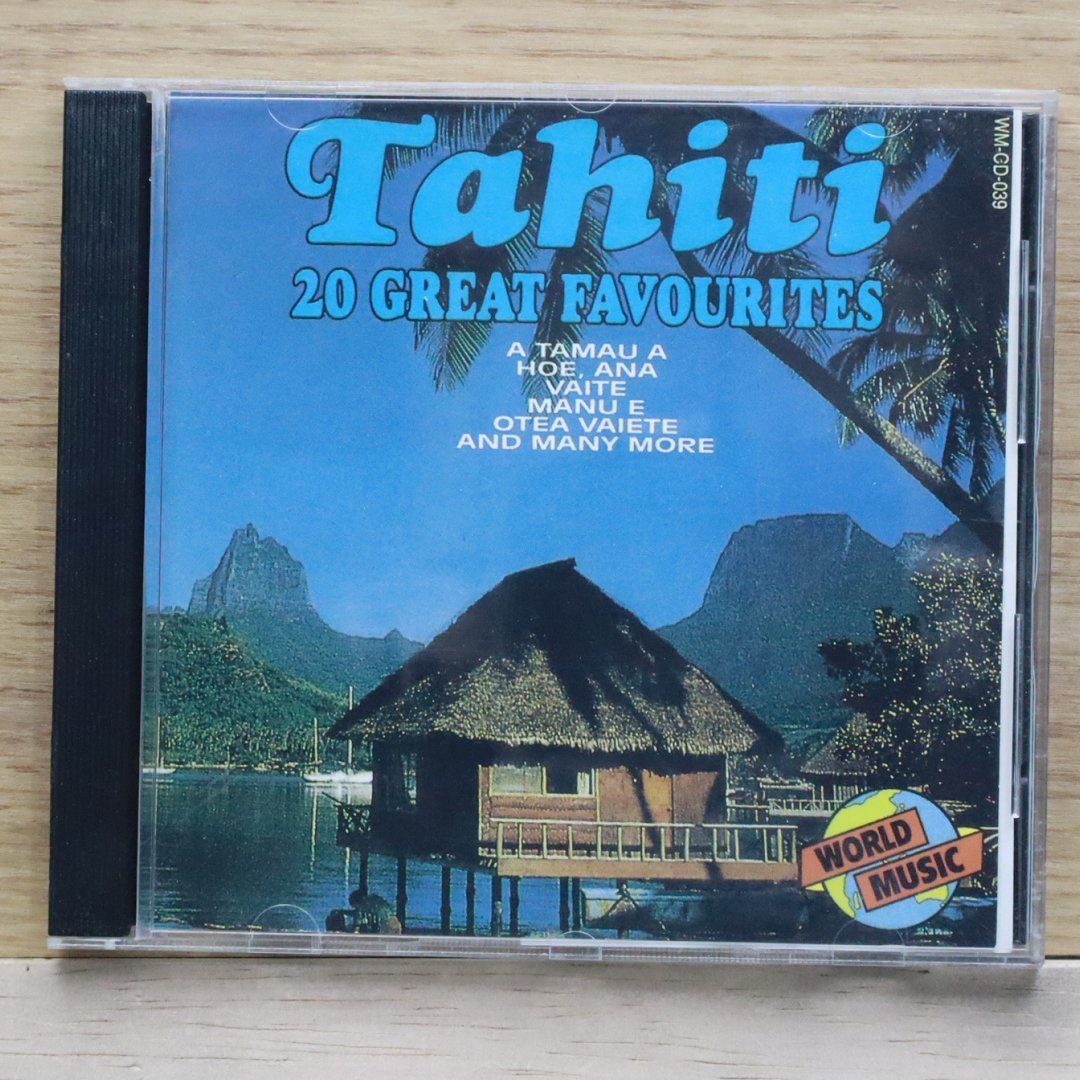 Tahiti
WM-CD-039
20 GREAT FAVOURITES
A TAMAU A
HOE, ANA
VAITE
MANU E
OTEA VAIETE
AND MANY MORE
WORLD
MUSIC